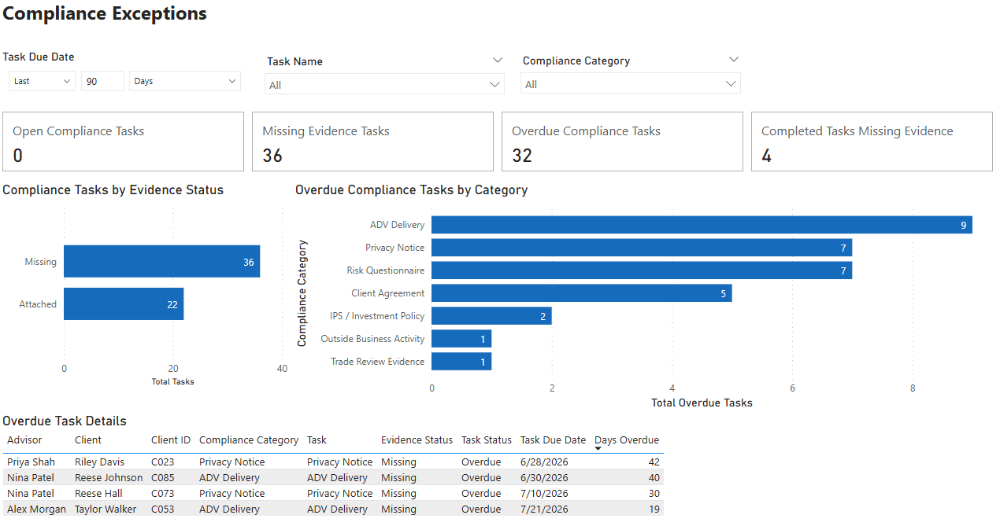 Compliance Exceptions
Task Due Date
Task Name
Compliance Category
Last
90
Days
All
All
Open Compliance Tasks
0
Missing Evidence Tasks
36
Overdue Compliance Tasks
32
Completed Tasks Missing Evidence
4
Compliance Tasks by Evidence Status
Missing
36
Attached
22
0 20 40
Total Tasks
Overdue Compliance Tasks by Category
Compliance Category
ADV Delivery 9
Privacy Notice 7
Risk Questionnaire 7
Client Agreement 5
IPS / Investment Policy 2
Outside Business Activity 1
Trade Review Evidence 1
0 2 4 6 8
Total Overdue Tasks
Overdue Task Details
Advisor Client Client ID Compliance Category Task Evidence Status Task Status Task Due Date Days Overdue
Priya Shah Riley Davis C023 Privacy Notice Privacy Notice Missing Overdue 6/28/2026 42
Nina Patel Reese Johnson C085 ADV Delivery ADV Delivery Missing Overdue 6/30/2026 40
Nina Patel Reese Hall C073 Privacy Notice Privacy Notice Missing Overdue 7/10/2026 30
Alex Morgan Taylor Walker C053 ADV Delivery ADV Delivery Missing Overdue 7/21/2026 19